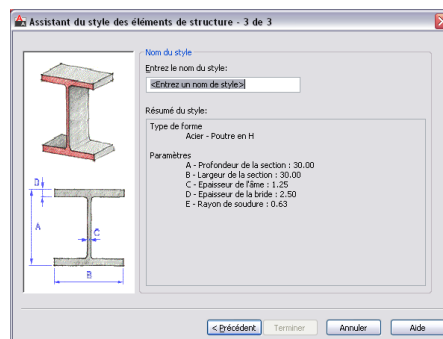 Assistant du style des éléments de structure - 3 de 3
Nom du style
Entrez le nom du style:
<Entrez un nom de style>
Résumé du style:
Type de forme
Acier - Poutre en H
Paramètres
A - Profondeur de la section : 30.00
B - Largeur de la section : 30.00
C - Epaisseur de l'âme : 1.25
D - Epaisseur de la bride : 2.50
E - Rayon de soudure : 0.63
D
A
C
B
< Précédent
Terminer
Annuler
Aide